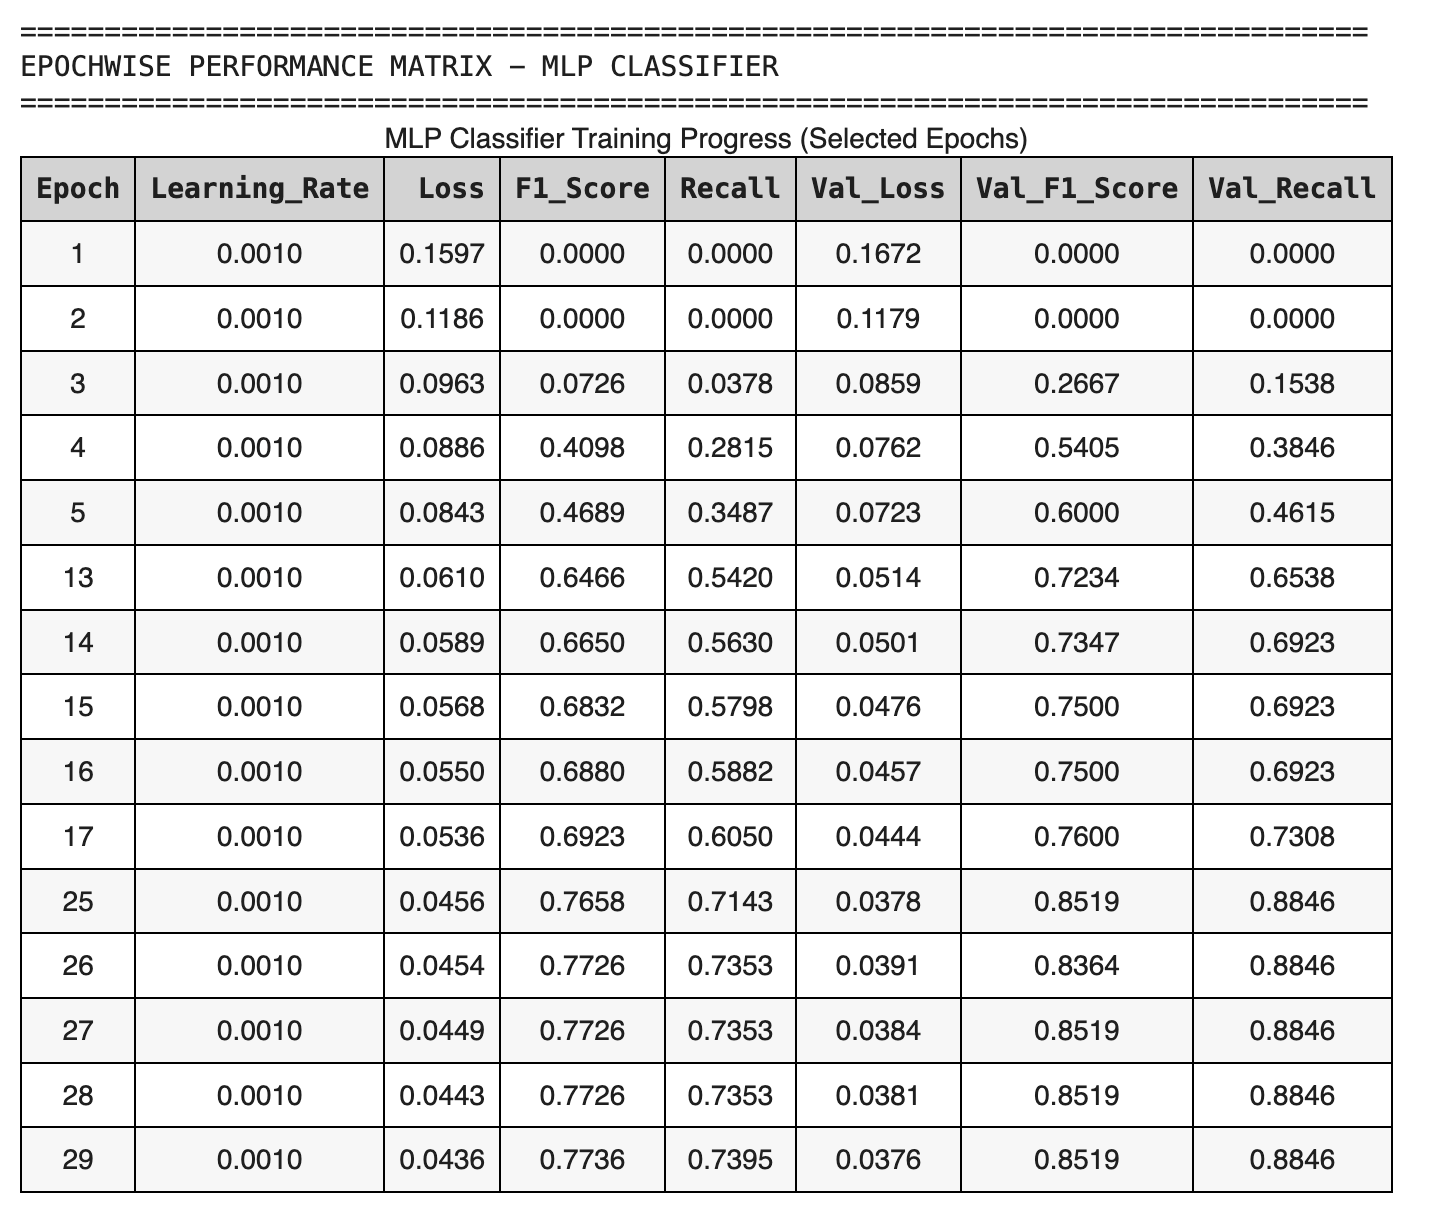 ================================================================================
EPOCHWISE PERFORMANCE MATRIX – MLP CLASSIFIER
================================================================================
MLP Classifier Training Progress (Selected Epochs)
Epoch Learning_Rate Loss F1_Score Recall Val_Loss Val_F1_Score Val_Recall
1 0.0010 0.1597 0.0000 0.0000 0.1672 0.0000 0.0000
2 0.0010 0.1186 0.0000 0.0000 0.1179 0.0000 0.0000
3 0.0010 0.0963 0.0726 0.0378 0.0859 0.2667 0.1538
4 0.0010 0.0886 0.4098 0.2815 0.0762 0.5405 0.3846
5 0.0010 0.0843 0.4689 0.3487 0.0723 0.6000 0.4615
13 0.0010 0.0610 0.6466 0.5420 0.0514 0.7234 0.6538
14 0.0010 0.0589 0.6650 0.5630 0.0501 0.7347 0.6923
15 0.0010 0.0568 0.6832 0.5798 0.0476 0.7500 0.6923
16 0.0010 0.0550 0.6880 0.5882 0.0457 0.7500 0.6923
17 0.0010 0.0536 0.6923 0.6050 0.0444 0.7600 0.7308
25 0.0010 0.0456 0.7658 0.7143 0.0378 0.8519 0.8846
26 0.0010 0.0454 0.7726 0.7353 0.0391 0.8364 0.8846
27 0.0010 0.0449 0.7726 0.7353 0.0384 0.8519 0.8846
28 0.0010 0.0443 0.7726 0.7353 0.0381 0.8519 0.8846
29 0.0010 0.0436 0.7736 0.7395 0.0376 0.8519 0.8846